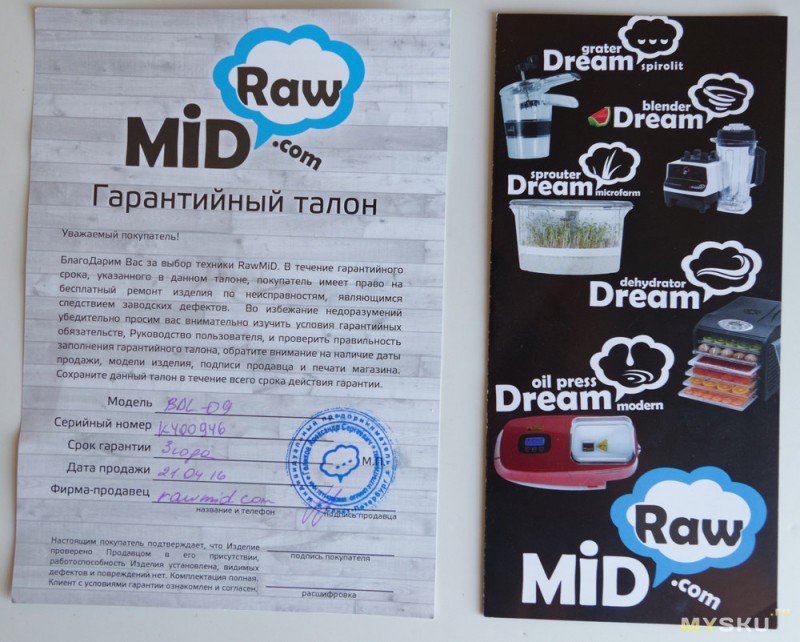 Raw
MiD
.com
Гарантийный талон
Уважаемый покупатель!
БлагоДарим Вас за выбор техники RawMiD. В течение гарантийного
срока, указанного в данном талоне, покупатель имеет право на
бесплатный ремонт изделия по неисправностям, являющимся
следствием заводских дефектов. Во избежание недоразумений
убедительно просим вас внимательно изучить условия гарантийных
обязательств, Руководство пользователя, и проверить правильность
заполнения гарантийного талона, обратите внимание на наличие даты
продажи, модели изделия, подписи продавца и печати магазина.
Сохраните данный талон в течение всего срока действия гарантии.
Модель BDL-09
Серийный номер K400946
Срок гарантии 3 года
Дата продажи 21.04.16
Фирма-продавец rawmid com
название и телефон
подпись продавца
М.
Настоящим покупатель подтверждает, что Изделие
проверено Продавцом в его присутствии,
работоспособность Изделия установлена, видимых
дефектов и повреждений нет. Комплектация полная.
Клиент с условиями гарантии ознакомлен и согласен.
подпись покупателя
расшифровка
grater
Dream
spirolit
blender
Dream
sprouter
Dream
microfarm
dehydrator
Dream
oil press
Dream
modern
Raw
MiD
.com
MYSKU.ru